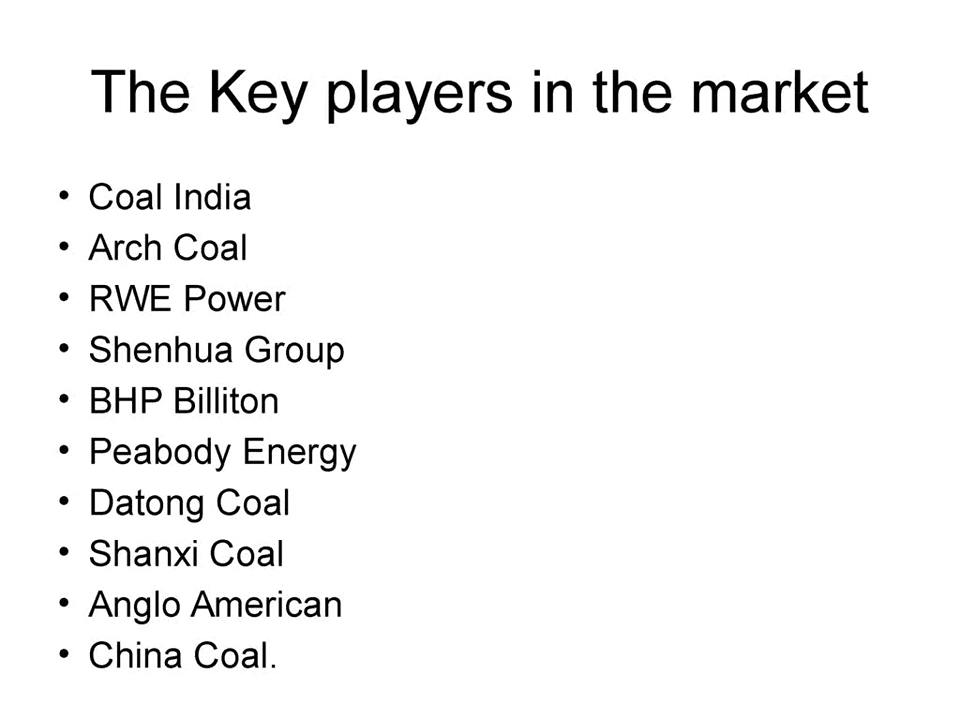 The Key players in the market
• Coal India
• Arch Coal
• RWE Power
• Shenhua Group
• BHP Billiton
• Peabody Energy
• Datong Coal
• Shanxi Coal
• Anglo American
• China Coal.